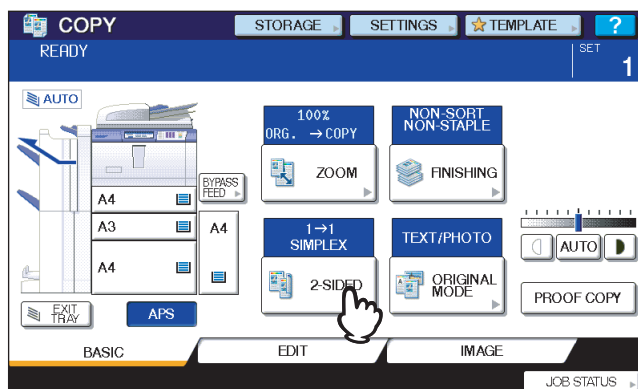 COPY
STORAGE
SETTINGS
TEMPLATE
?
READY
SET
1
AUTO
100%
ORG. →COPY
ZOOM
NON-SORT
NON-STAPLE
FINISHING
BYPASS
FEED
A4
A3
A4
A4
1→1
SIMPLEX
2-SIDED
TEXT/PHOTO
ORIGINAL
MODE
AUTO
PROOF COPY
EXIT
TRAY
APS
BASIC
EDIT
IMAGE
JOB STATUS